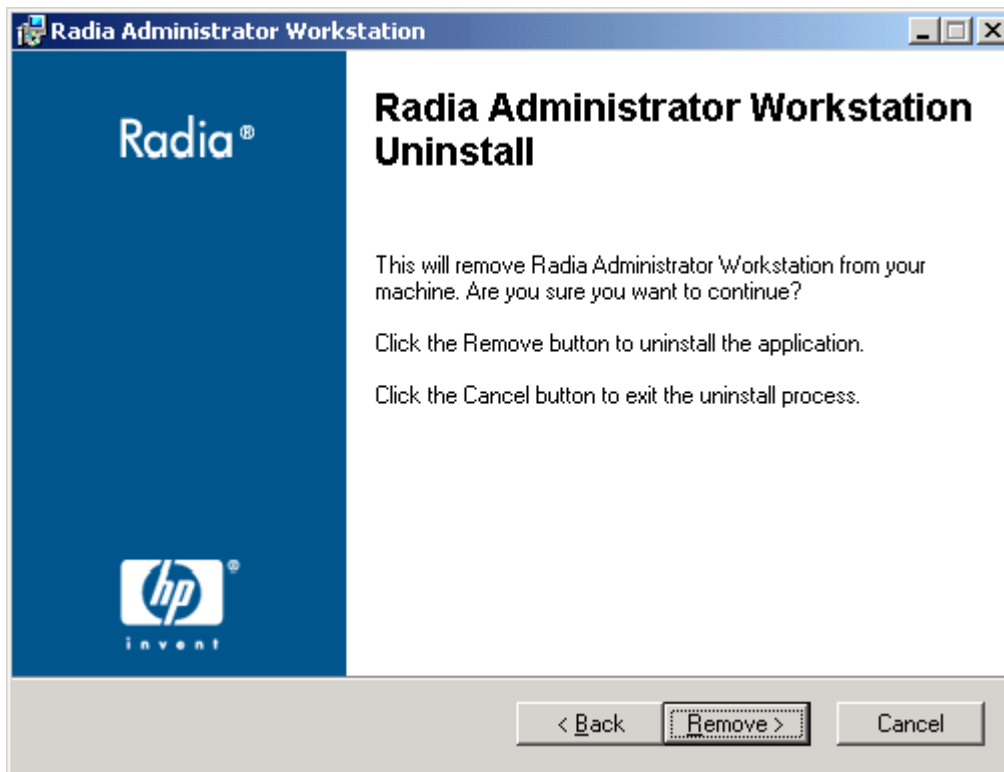 Radia Administrator Workstation
Radia®
Radia Administrator Workstation
Uninstall
This will remove Radia Administrator Workstation from your
machine. Are you sure you want to continue?
Click the Remove button to uninstall the application.
Click the Cancel button to exit the uninstall process.
hp®
invent
< Back
Remove >
Cancel